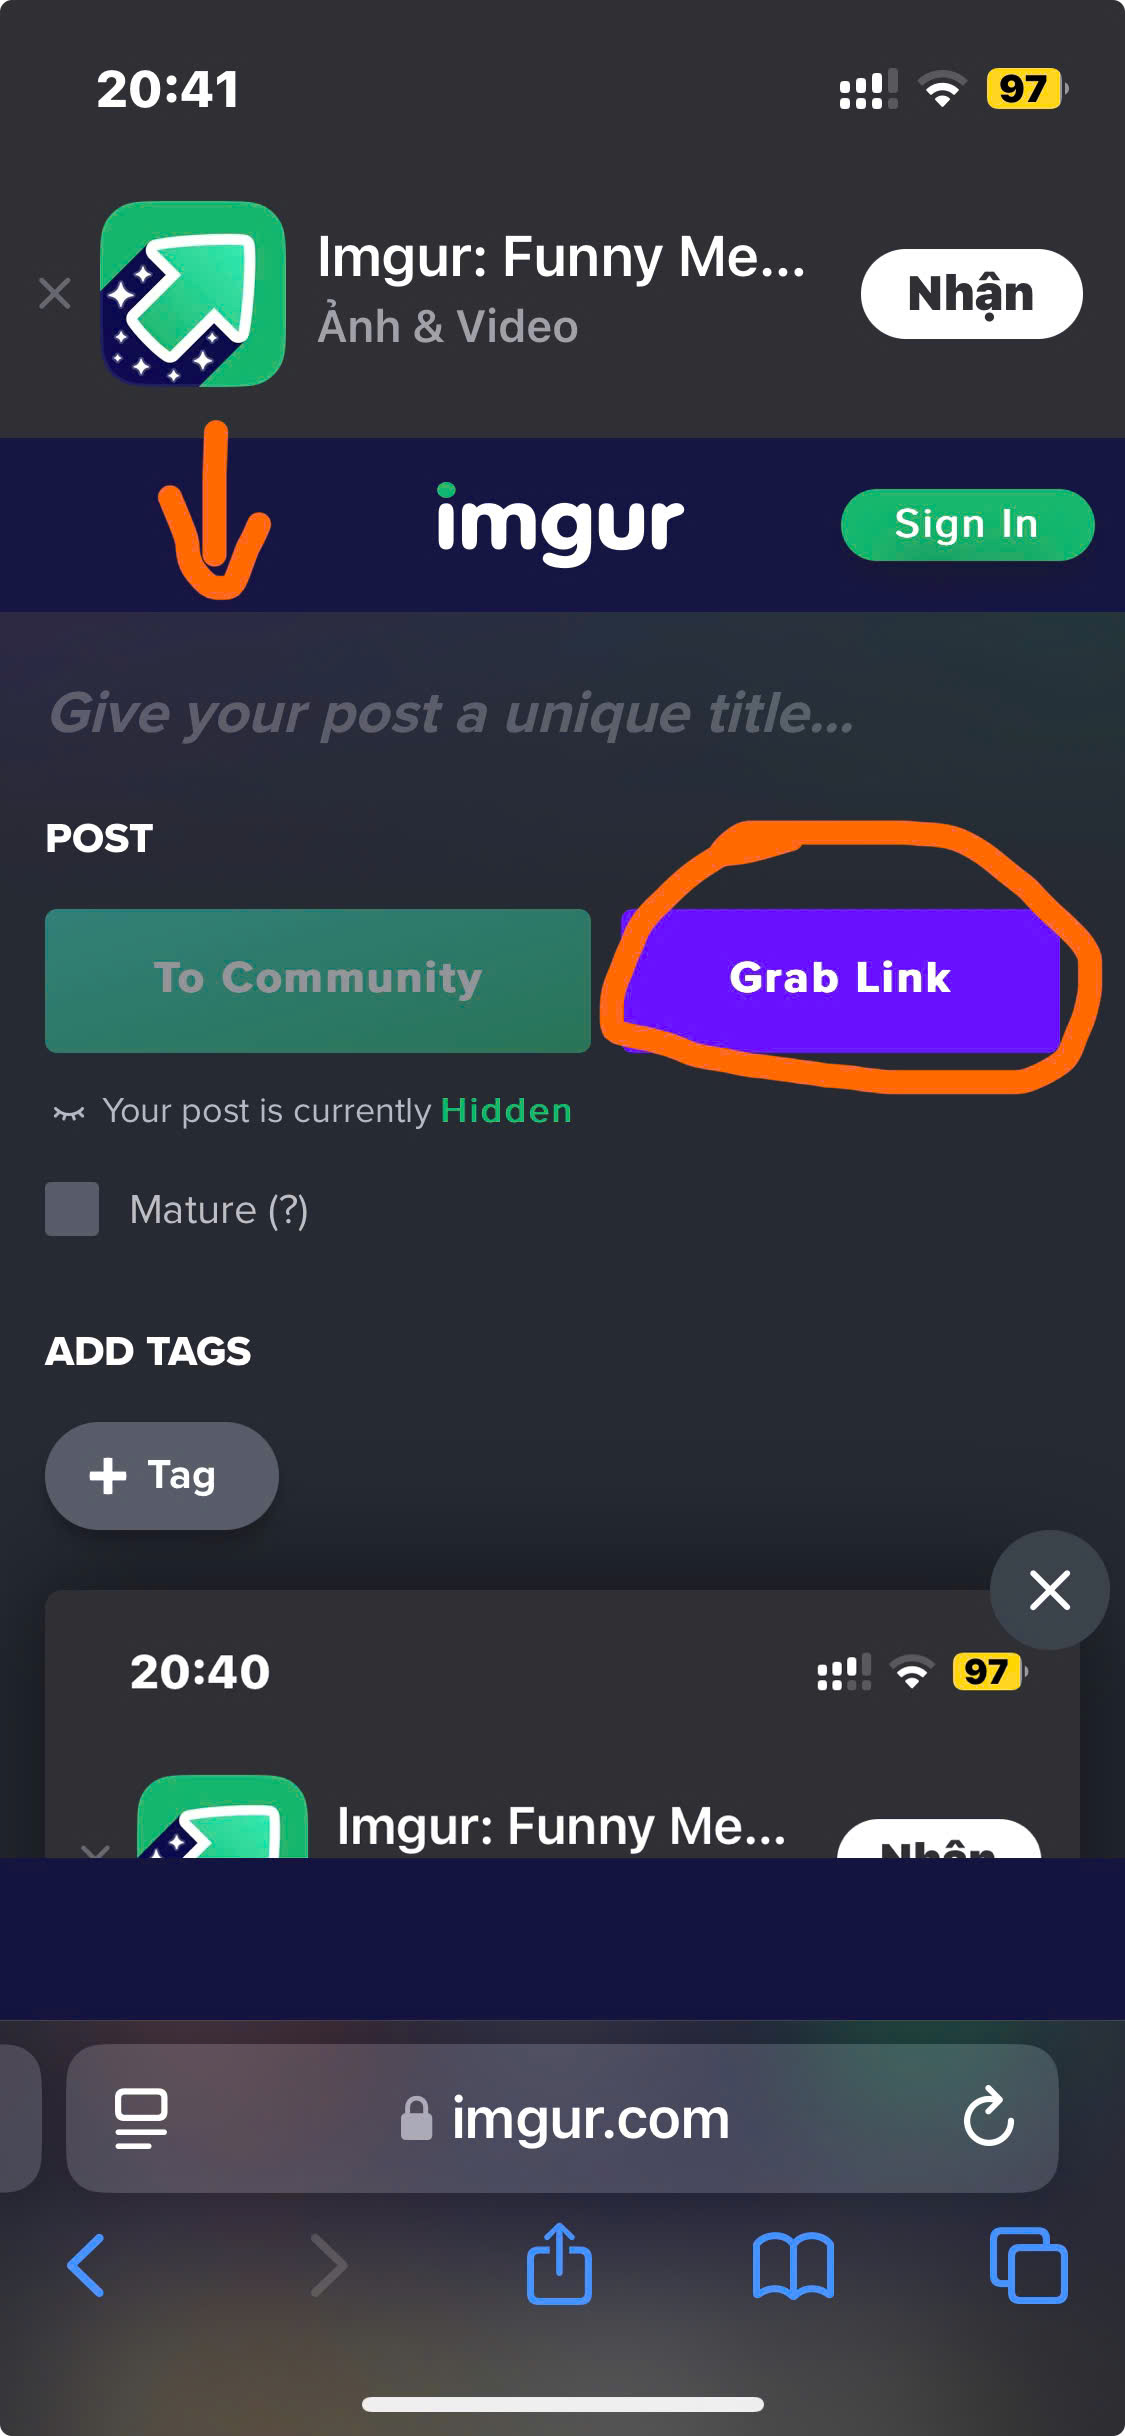 20:41
97
Imgur: Funny Me...
Nhận
Ảnh & Video
imgur
Sign In
Give your post a unique title...
POST
To Community
Grab Link
Your post is currently Hidden
Mature (?)
ADD TAGS
+ Tag
20:40
97
Imgur: Funny Me...
Nhận
imgur.com